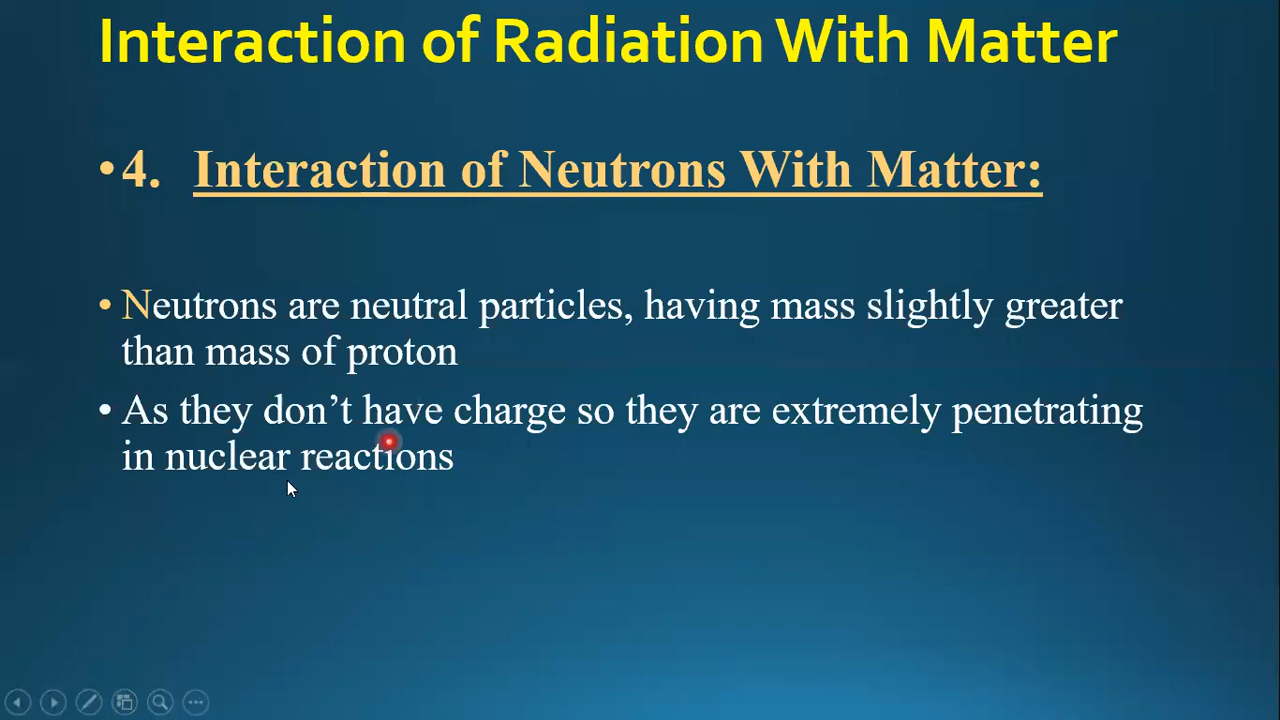 Interaction of Radiation With Matter
•4. Interaction of Neutrons With Matter:
• Neutrons are neutral particles, having mass slightly greater
than mass of proton
• As they don’t have charge so they are extremely penetrating
in nuclear reactions